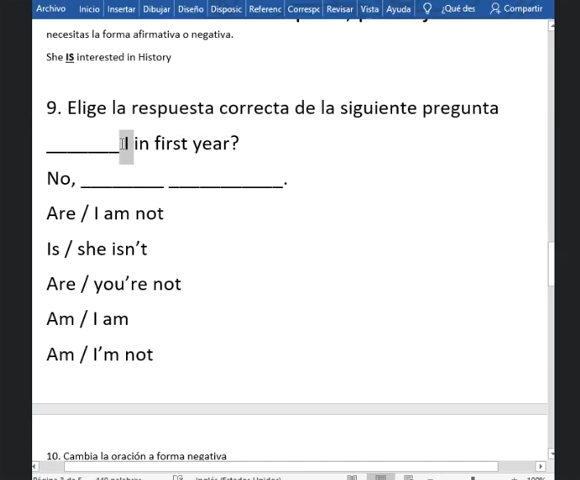 Archivo Inicio Insertar Dibujar Diseño Disposic Referenc Correspc Revisar Vista Ayuda ¿Qué des Compartir
necesitas la forma afirmativa o negativa.
She IS interested in History
9. Elige la respuesta correcta de la siguiente pregunta
_______ I in first year?
No, ________ ___________.
Are / I am not
Is / she isn’t
Are / you’re not
Am / I am
Am / I’m not
10. Cambia la oración a forma negativa